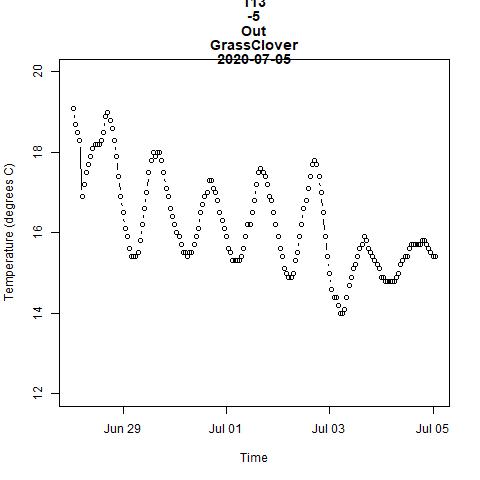 T13
-5
Out
GrassClover
2020-07-05
Temperature (degrees C)
20
18
16
14
12
Jun 29
Jul 01
Jul 03
Jul 05
Time